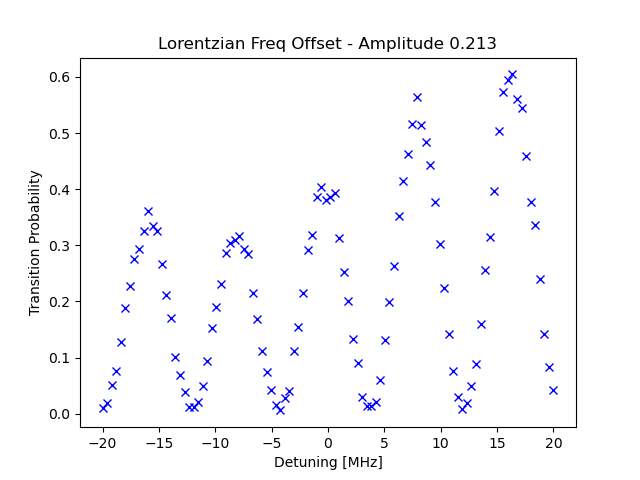 Lorentzian Freq Offset - Amplitude 0.213
Transition Probability
0.6
0.5
0.4
0.3
0.2
0.1
0.0
−20 −15 −10 −5 0 5 10 15 20
Detuning [MHz]